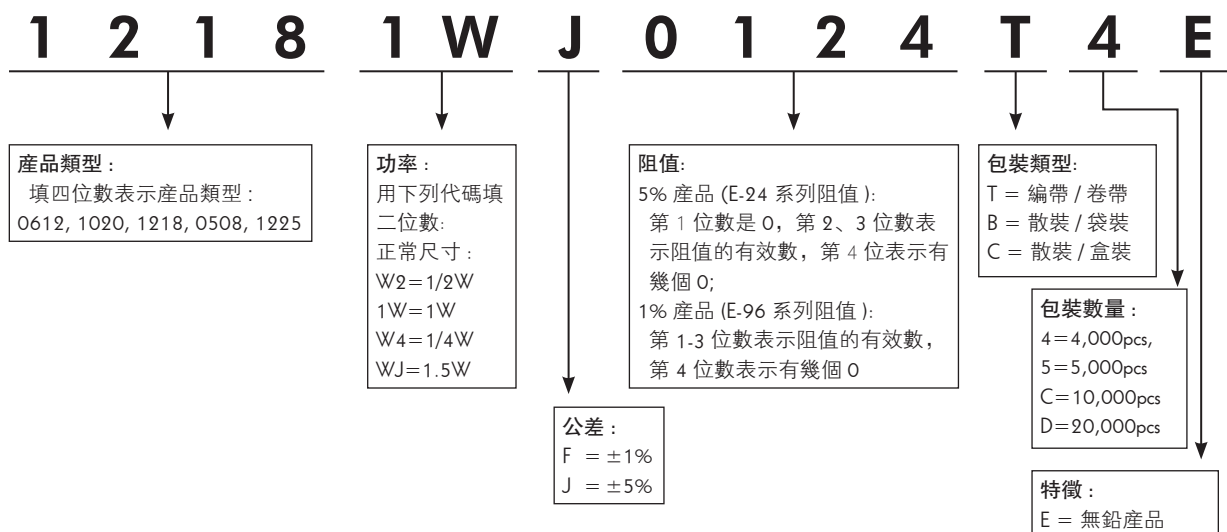 1 2 1 8 1 W J 0 1 2 4 T 4 E
産品類型：
填四位數表示産品類型：
0612, 1020, 1218, 0508, 1225
功率：
用下列代碼填
二位數:
正常尺寸：
W2=1/2W
1W=1W
W4=1/4W
WJ=1.5W
公差：
F = ±1%
J = ±5%
阻值:
5% 産品 (E-24 系列阻值 ):
第 1 位數是 0，第 2、3 位數表
示阻值的有效數，第 4 位表示有
幾個 0;
1% 産品 (E-96 系列阻值 ):
第 1-3 位數表示阻值的有效數，
第 4 位數表示有幾個 0
包裝類型:
T = 編帶 / 卷帶
B = 散裝 / 袋裝
C = 散裝 / 盒裝
包裝數量：
4=4,000pcs,
5=5,000pcs
C=10,000pcs
D=20,000pcs
特徵：
E = 無鉛産品